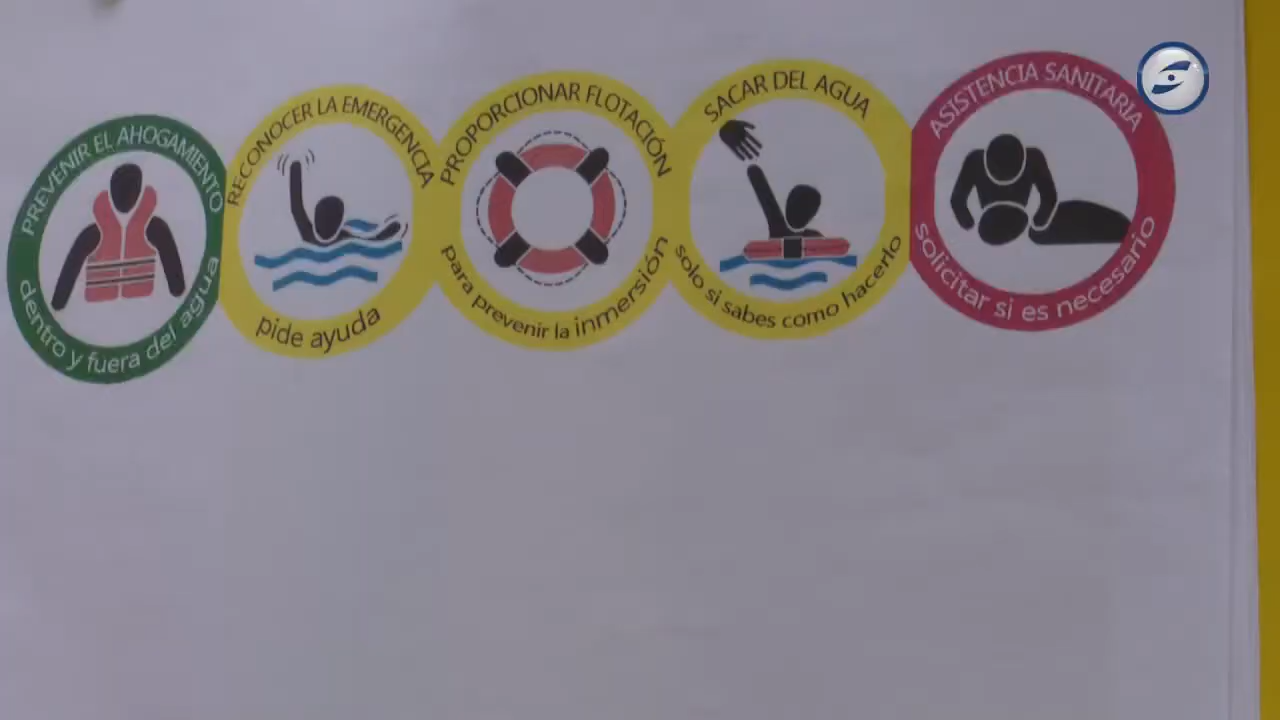 PREVENIR EL AHOGAMIENTO
dentro y fuera del agua
RECONOCER LA EMERGENCIA
pide ayuda
PROPORCIONAR FLOTACIÓN
para prevenir la inmersión
SACAR DEL AGUA
solo si sabes como hacerlo
ASISTENCIA SANITARIA
solicitar si es necesario